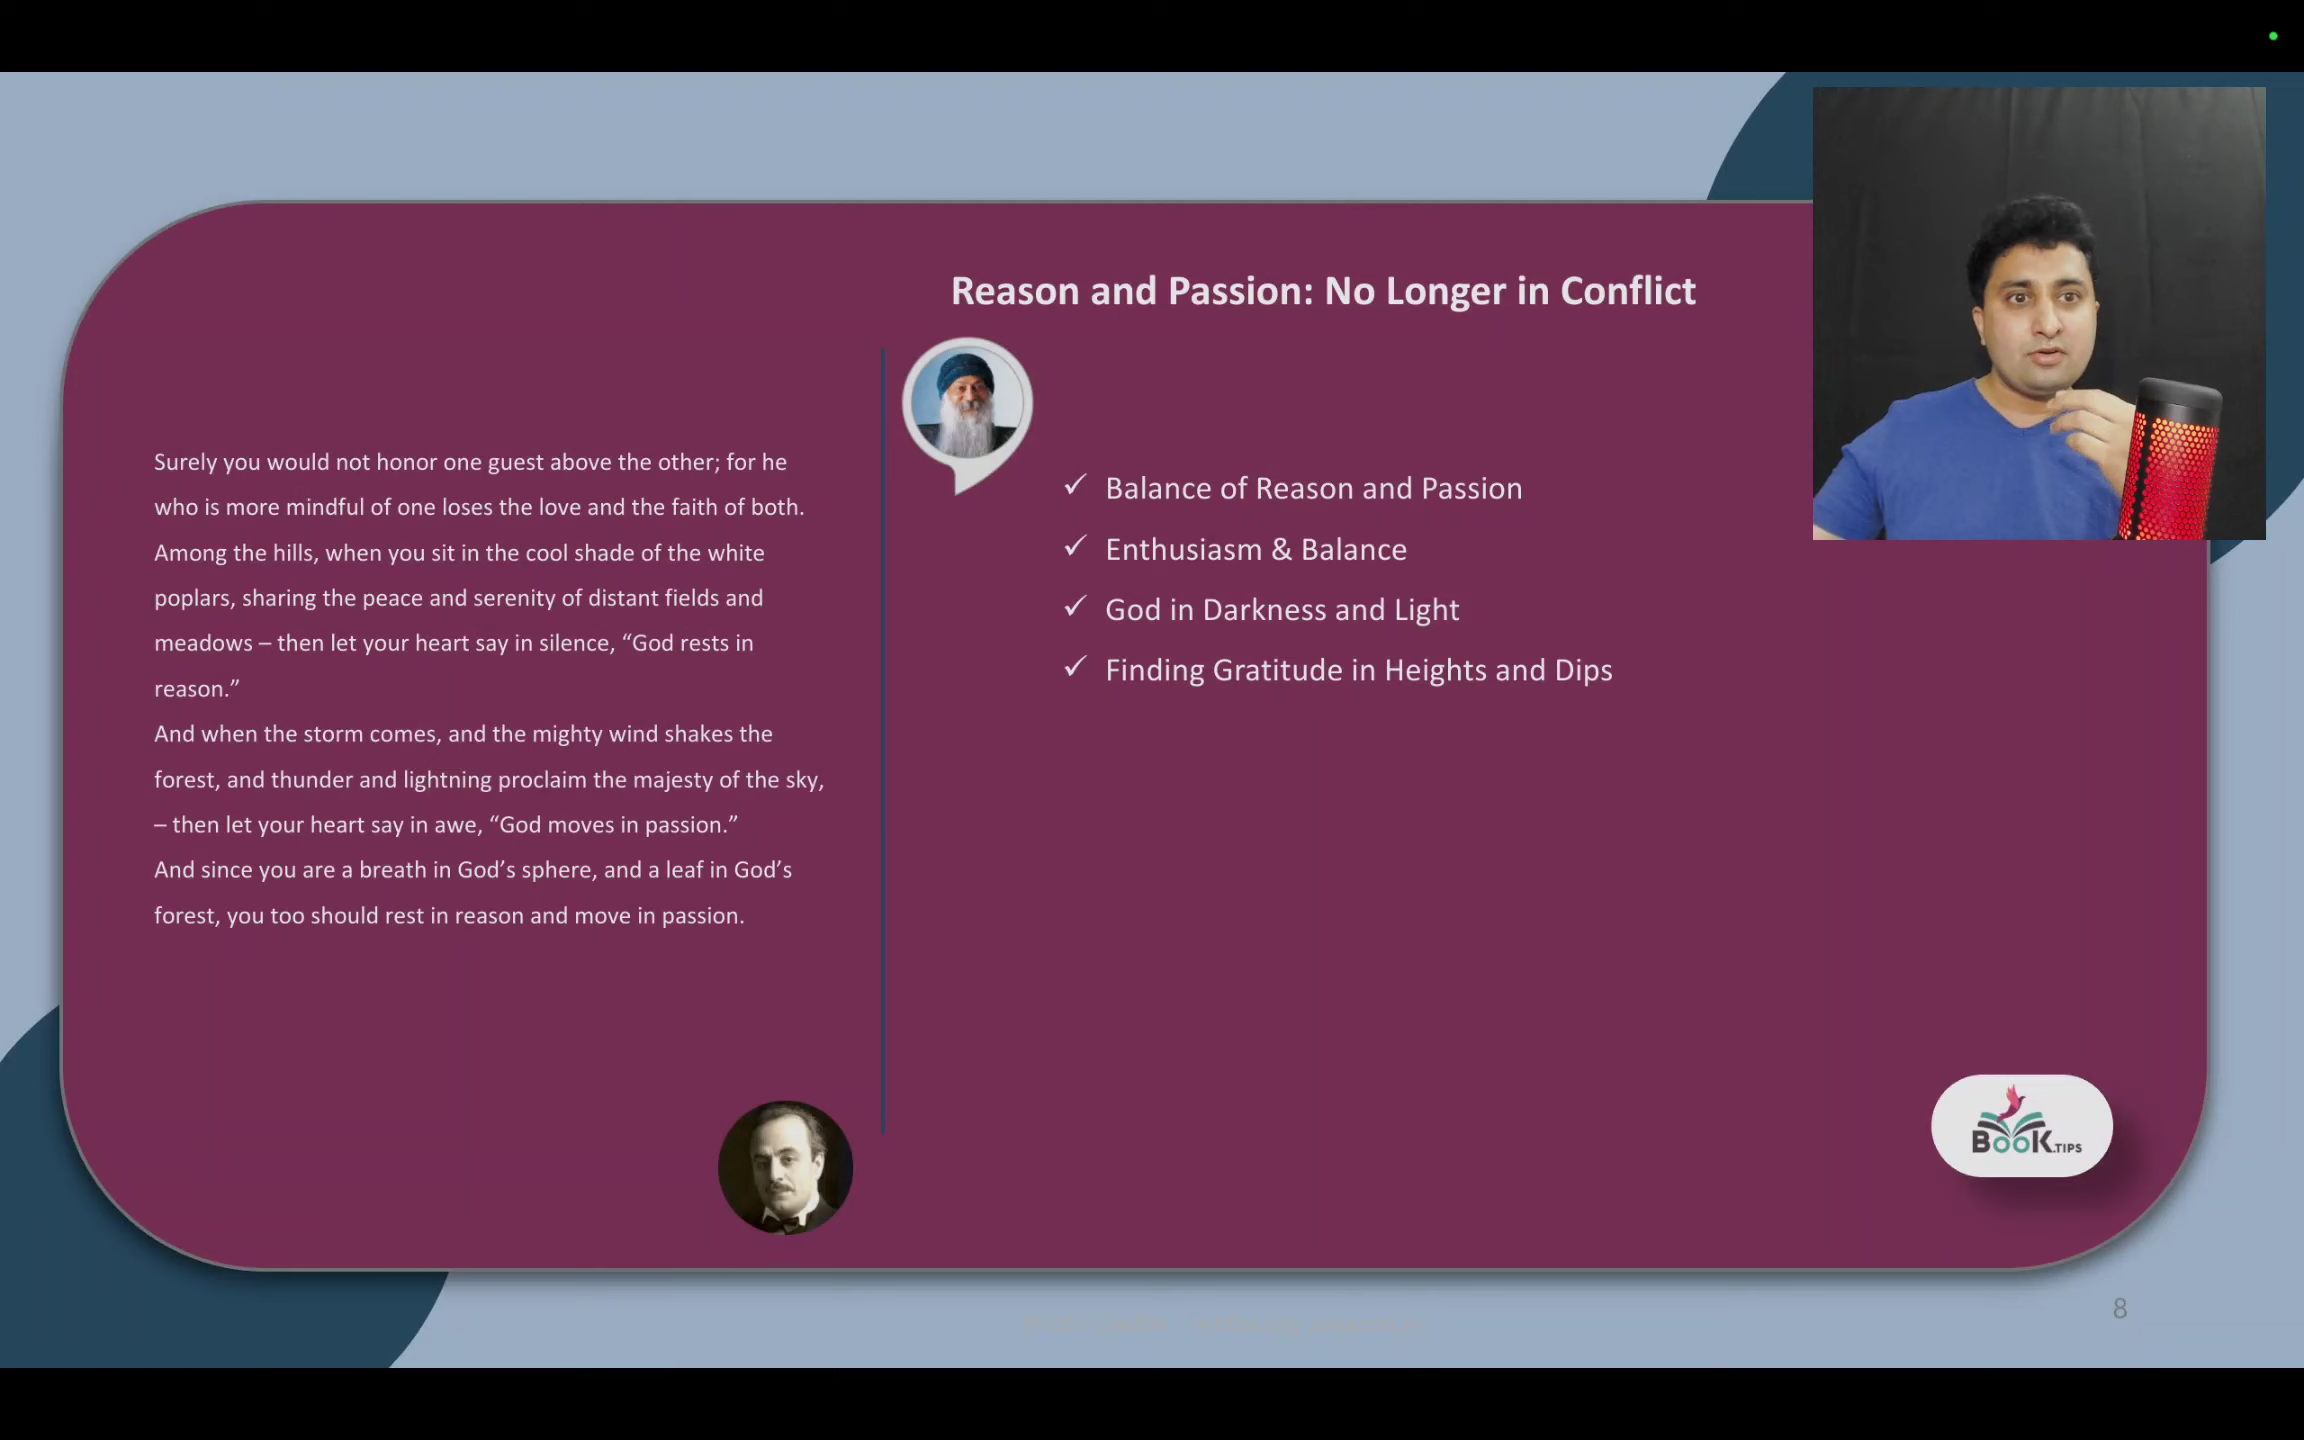 Reason and Passion: No Longer in Conflict
Surely you would not honor one guest above the other; for he
who is more mindful of one loses the love and the faith of both.
Among the hills, when you sit in the cool shade of the white
poplars, sharing the peace and serenity of distant fields and
meadows – then let your heart say in silence, “God rests in
reason.”
And when the storm comes, and the mighty wind shakes the
forest, and thunder and lightning proclaim the majesty of the sky,
– then let your heart say in awe, “God moves in passion.”
And since you are a breath in God’s sphere, and a leaf in God’s
forest, you too should rest in reason and move in passion.
✓ Balance of Reason and Passion
✓ Enthusiasm & Balance
✓ God in Darkness and Light
✓ Finding Gratitude in Heights and Dips
BooK.TIPS
8